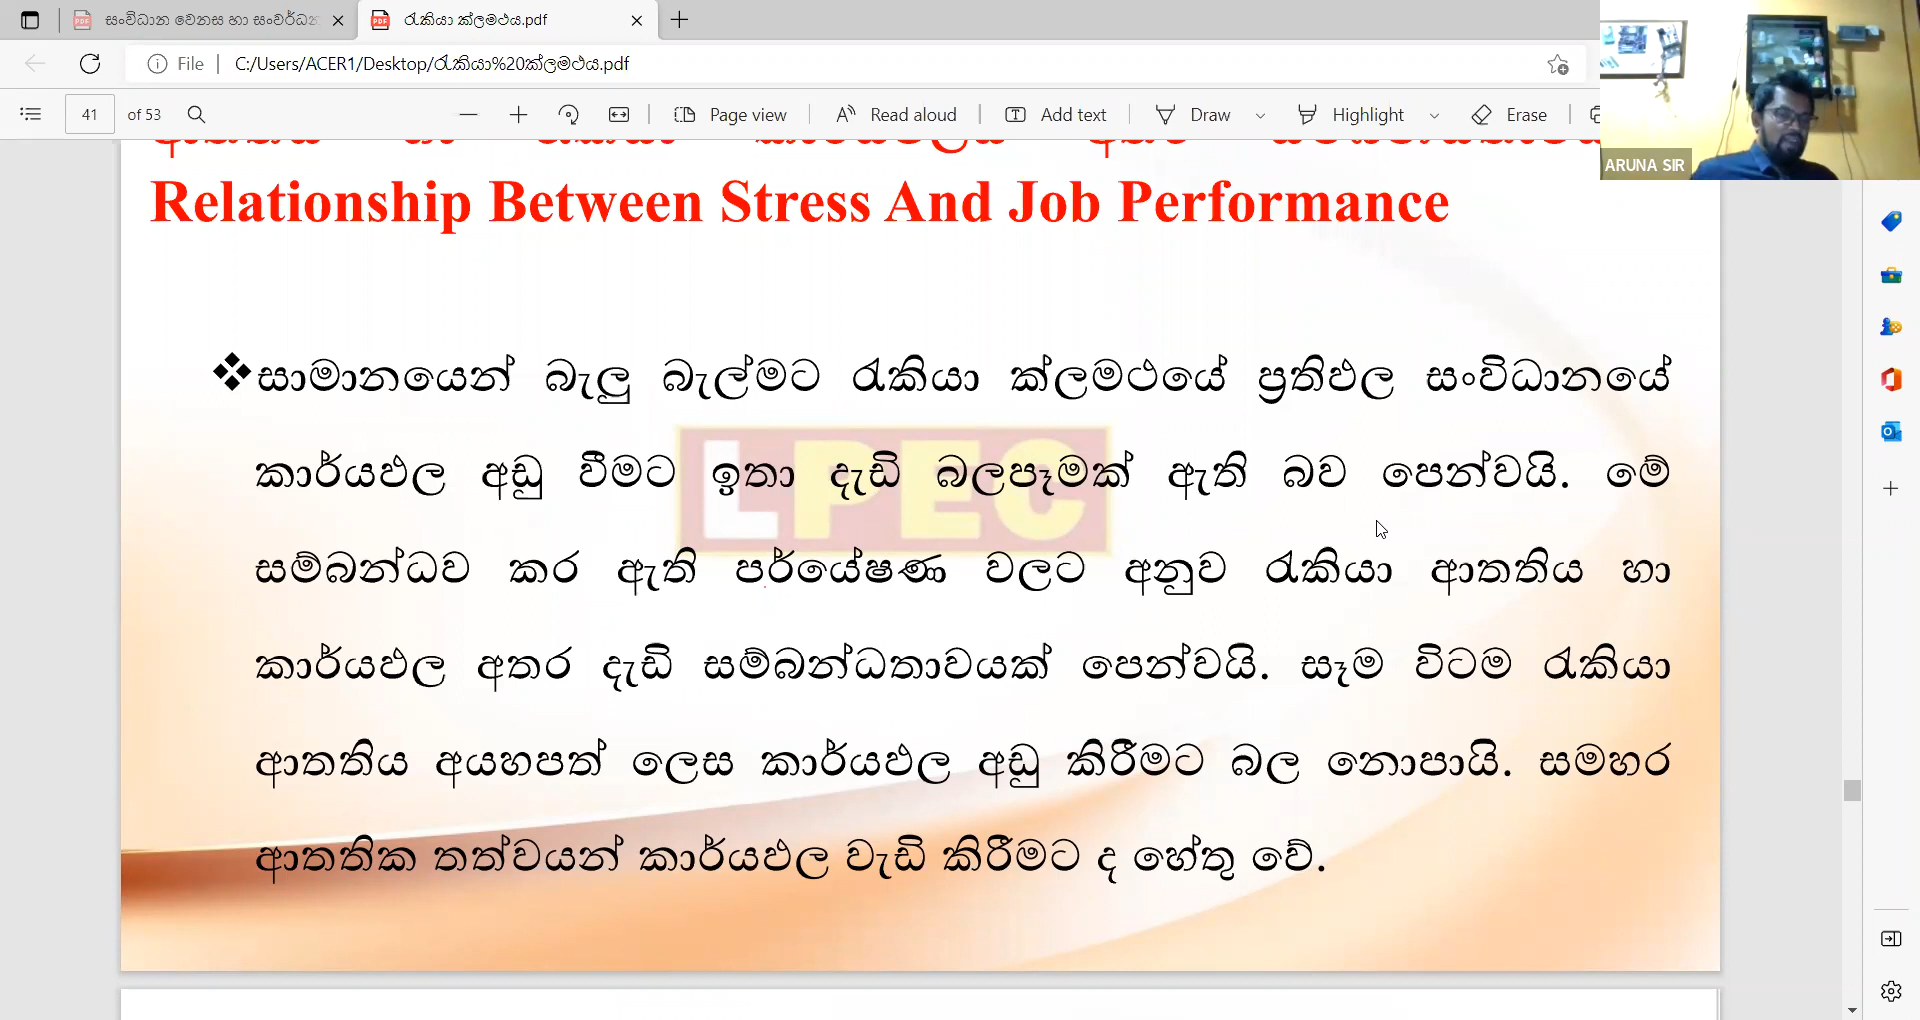 සංවිධාන වෙනස හා සංවර්ධන
රැකියා ක්ලමථය.pdf
File
C:/Users/ACER1/Desktop/රැකියා%20ක්ලමථය.pdf
41 of 53
Page view
Read aloud
Add text
Draw
Highlight
Erase
ARUNA SIR
Relationship Between Stress And Job Performance
LPEC
සාමානයෙන් බැලු බැල්මට රැකියා ක්ලමථයේ ප්‍රතිඵල සංවිධානයේ
කාර්යඵල අඩු වීමට ඉතා දැඩි බලපෑමක් ඇති බව පෙන්වයි. මේ
සම්බන්ධව කර ඇති පර්යේෂණ වලට අනුව රැකියා ආතතිය හා
කාර්යඵල අතර දැඩි සම්බන්ධතාවයක් පෙන්වයි. සෑම විටම රැකියා
ආතතිය අයහපත් ලෙස කාර්යඵල අඩු කිරීමට බල නොපායි. සමහර
ආතතික තත්වයන් කාර්යඵල වැඩි කිරීමට ද හේතු වේ.